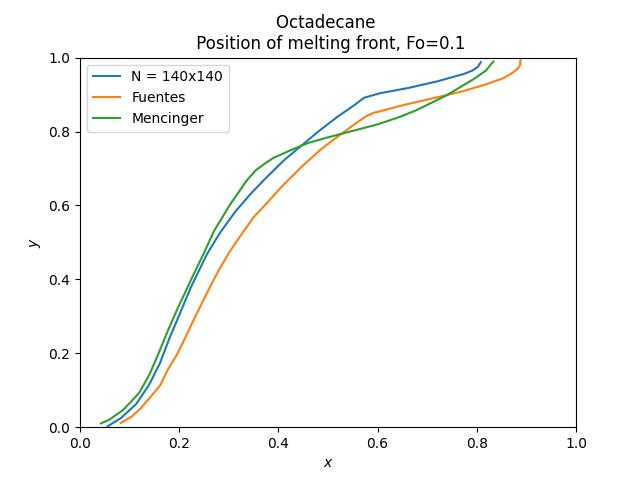 Octadecane
Position of melting front, Fo=0.1
N = 140x140
Fuentes
Mencinger
1.0
0.8
0.6
0.4
0.2
0.0
y
0.0 0.2 0.4 0.6 0.8 1.0
x